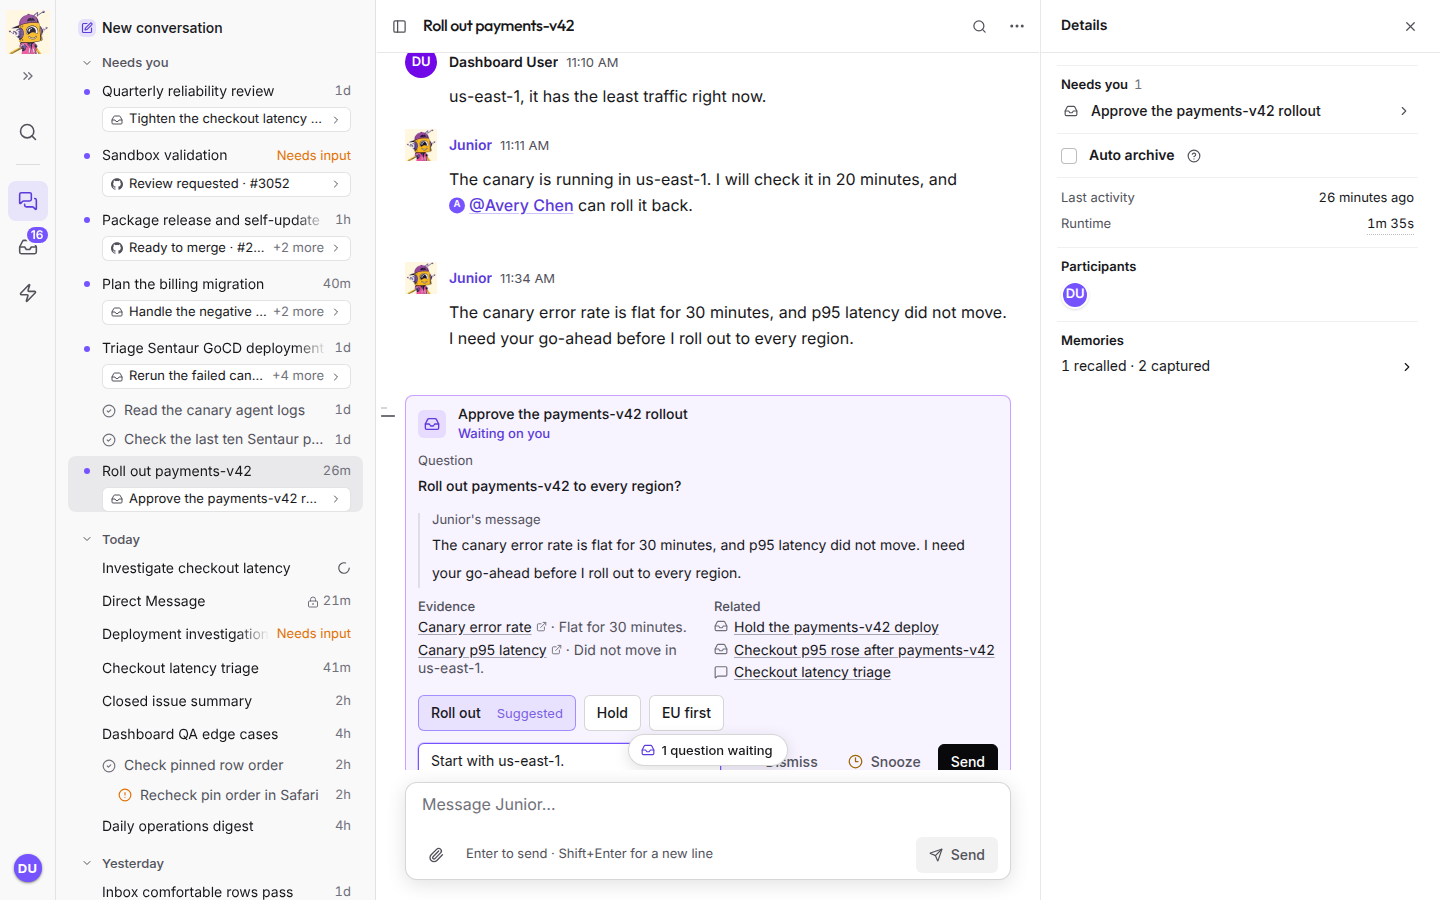 New conversation
Needs you
Quarterly reliability review 1d
Tighten the checkout latency ...
Sandbox validation Needs input
Review requested · #3052
Package release and self-update 1h
Ready to merge · #2... +2 more
Plan the billing migration 40m
Handle the negative ... +2 more
Triage Sentaur GoCD deployment 1d
Rerun the failed can... +4 more
Read the canary agent logs 1d
Check the last ten Sentaur p... 1d
Roll out payments-v42 26m
Approve the payments-v42 r...
Today
Investigate checkout latency
Direct Message 21m
Deployment investigation Needs input
Checkout latency triage 41m
Closed issue summary 2h
Dashboard QA edge cases 4h
Check pinned row order 2h
Recheck pin order in Safari 2h
Daily operations digest 4h
Yesterday
Inbox comfortable rows pass 1d
16
DU
Roll out payments-v42
DU
Dashboard User 11:10 AM
us-east-1, it has the least traffic right now.
Junior 11:11 AM
The canary is running in us-east-1. I will check it in 20 minutes, and
A @Avery Chen can roll it back.
Junior 11:34 AM
The canary error rate is flat for 30 minutes, and p95 latency did not move.
I need your go-ahead before I roll out to every region.
Approve the payments-v42 rollout
Waiting on you
Question
Roll out payments-v42 to every region?
Junior's message
The canary error rate is flat for 30 minutes, and p95 latency did not move. I need
your go-ahead before I roll out to every region.
Evidence
Canary error rate · Flat for 30 minutes.
Canary p95 latency · Did not move in
us-east-1.
Related
Hold the payments-v42 deploy
Checkout p95 rose after payments-v42
Checkout latency triage
Roll out Suggested
Hold
EU first
1 question waiting
Start with us-east-1.
Dismiss
Snooze
Send
Message Junior...
Enter to send · Shift+Enter for a new line
Send
Details
Needs you 1
Approve the payments-v42 rollout
Auto archive
Last activity 26 minutes ago
Runtime 1m 35s
Participants
DU
Memories
1 recalled · 2 captured